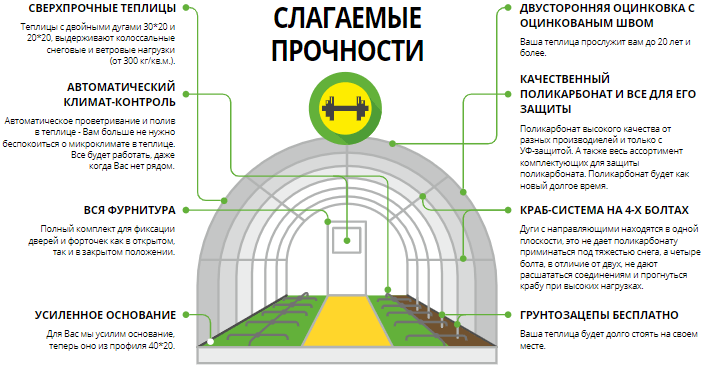 СЛАГАЕМЫЕ
ПРОЧНОСТИ
СВЕРХПРОЧНЫЕ ТЕПЛИЦЫ
Теплицы с двойными дугами 30*20 и
20*20, выдерживают колоссальные
снеговые и ветровые нагрузки
(от 300 кг/кв.м.).
АВТОМАТИЧЕСКИЙ
КЛИМАТ-КОНТРОЛЬ
Автоматическое проветривание и полив
в теплице - Вам больше не нужно
беспокоиться о микроклимате в теплице.
Все будет работать, даже
когда Вас нет рядом.
ВСЯ ФУРНИТУРА
Полный комплект для фиксации
дверей и форточек как в открытом,
так и в закрытом положении.
УСИЛЕННОЕ ОСНОВАНИЕ
Для Вас мы усилим основание,
теперь оно из профиля 40*20.
ДВУСТОРОННЯЯ ОЦИНКОВКА С
ОЦИНКОВАНЫМ ШВОМ
Ваша теплица прослужит вам до 20 лет и
более.
КАЧЕСТВЕННЫЙ
ПОЛИКАРБОНАТ И ВСЕ ДЛЯ ЕГО
ЗАЩИТЫ
Поликарбонат высокого качества от
разных производиелей и только с
УФ-защитой. А также весь ассортимент
комплектующих для защиты
поликарбоната. Поликарбонат будет как
новый долгое время.
КРАБ-СИСТЕМА НА 4-Х БОЛТАХ
Дуги с направляющими находятся в одной
плоскости, это не дает поликарбонату
приминаться под тяжестью снега, а четыре
болта, в отличие от двух, не дают
расшататься соединениям и прогнуться
крабу при высоких нагрузках.
ГРУНТОЗАЦЕПЫ БЕСПЛАТНО
Ваша теплица будет долго стоять на своем
месте.